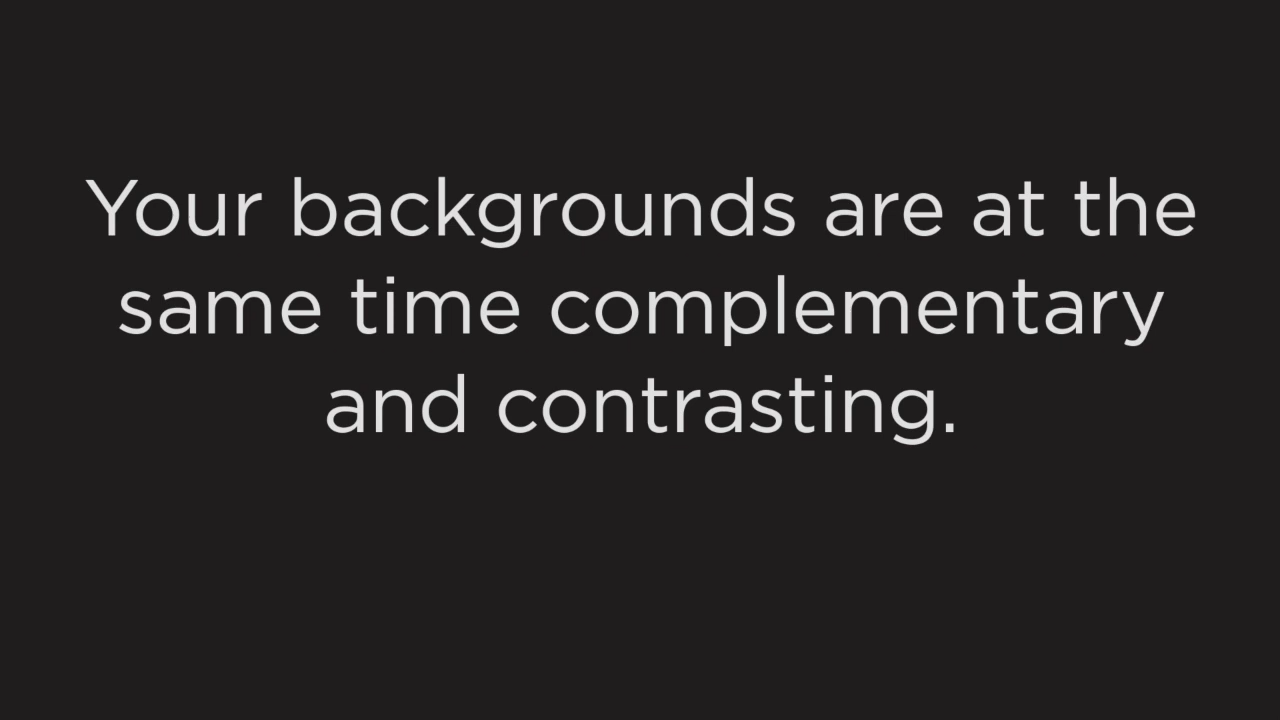 Your backgrounds are at the
same time complementary
and contrasting.